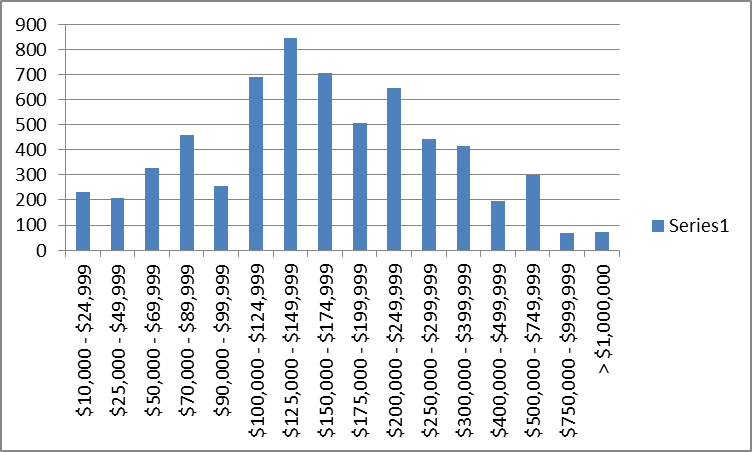 900
800
700
600
500
400
300
200
100
0
$10,000 - $24,999
$25,000 - $49,999
$50,000 - $69,999
$70,000 - $89,999
$90,000 - $99,999
$100,000 - $124,999
$125,000 - $149,999
$150,000 - $174,999
$175,000 - $199,999
$200,000 - $249,999
$250,000 - $299,999
$300,000 - $399,999
$400,000 - $499,999
$500,000 - $749,999
$750,000 - $999,999
> $1,000,000
Series1